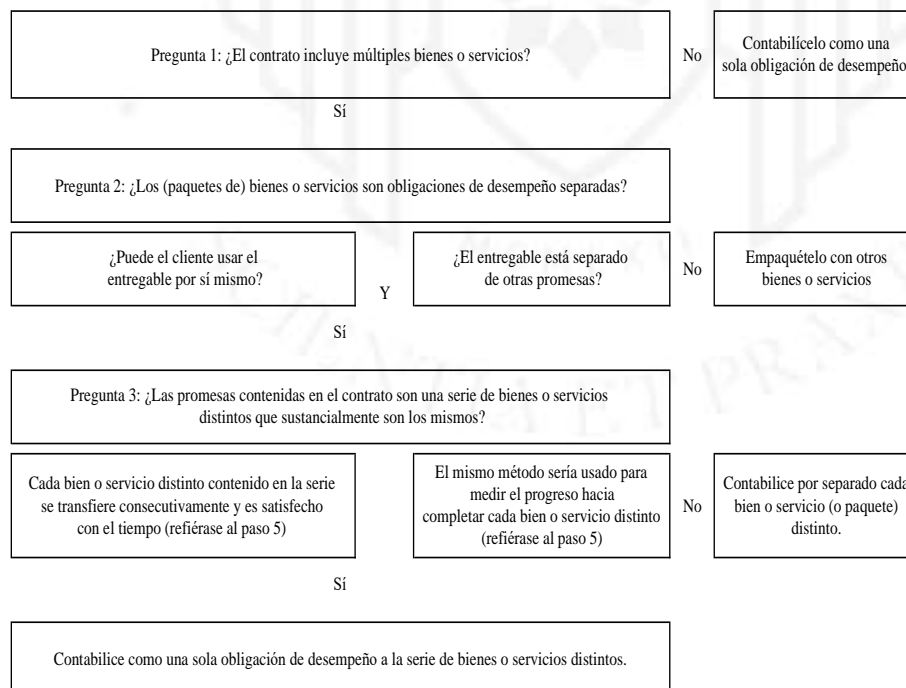 Pregunta 1: ¿El contrato incluye múltiples bienes o servicios?
No
Contabilícelo como una
sola obligación de desempeño
Sí
Pregunta 2: ¿Los (paquetes de) bienes o servicios son obligaciones de desempeño separadas?
¿Puede el cliente usar el
entregable por sí mismo?
Y
¿El entregable está separado
de otras promesas?
No
Empaquételo con otros
bienes o servicios
Sí
Pregunta 3: ¿Las promesas contenidas en el contrato son una serie de bienes o servicios
distintos que sustancialmente son los mismos?
Cada bien o servicio distinto contenido en la serie
se transfiere consecutivamente y es satisfecho
con el tiempo (refiérase al paso 5)
El mismo método sería usado para
medir el progreso hacia
completar cada bien o servicio distinto
(refiérase al paso 5)
No
Contabilice por separado cada
bien o servicio (o paquete)
distinto.
Sí
Contabilice como una sola obligación de desempeño a la serie de bienes o servicios distintos.
ET PRAX